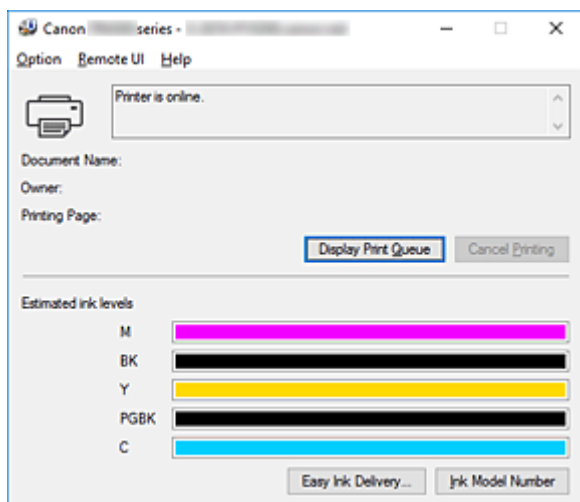 Canon series -
Option Remote UI Help
Printer is online.
Document Name:
Owner:
Printing Page:
Display Print Queue Cancel Printing
Estimated ink levels
M
BK
Y
PGBK
C
Easy Ink Delivery... Ink Model Number